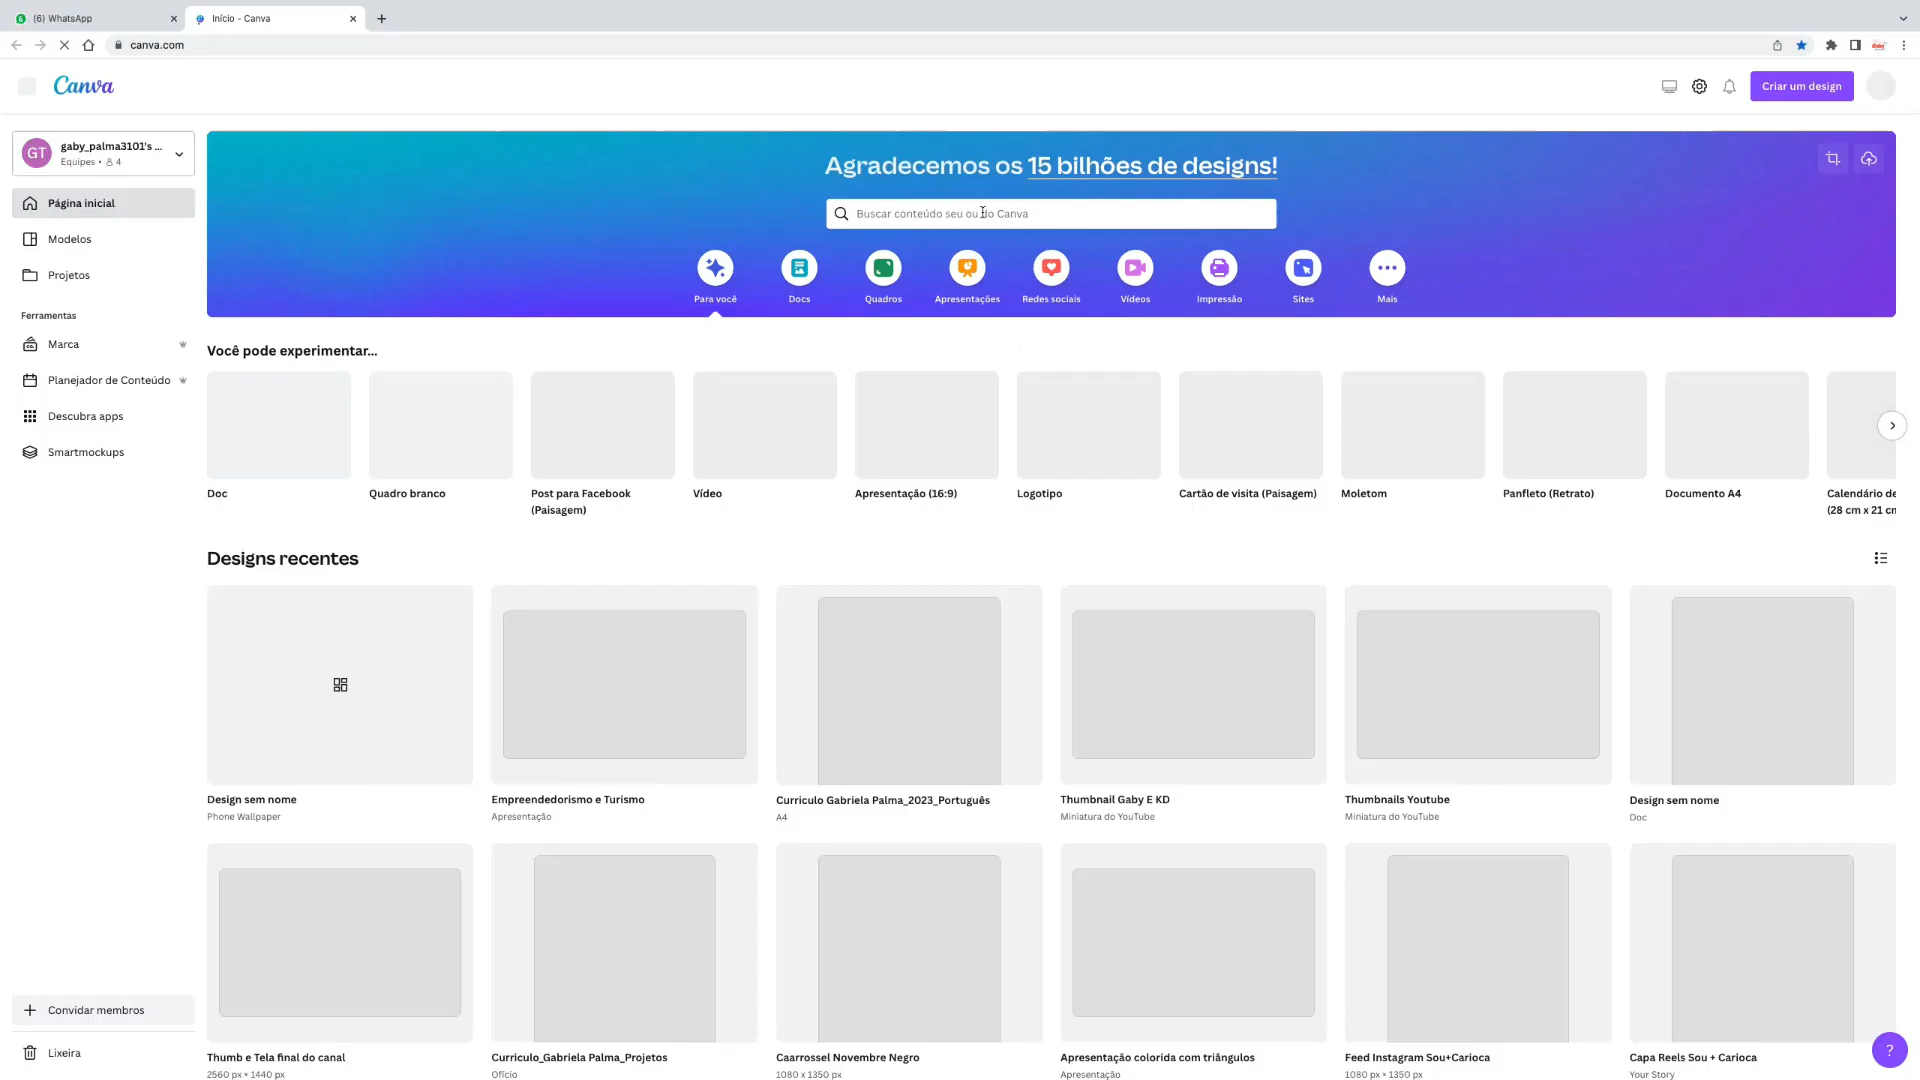 (6) WhatsApp
Início - Canva
canva.com
Canva
Criar um design
GT
gaby_palma3101's ...
Equipes • 4
Página inicial
Modelos
Projetos
Ferramentas
Marca
Planejador de Conteúdo
Descubra apps
Smartmockups
Convidar membros
Lixeira
Agradecemos os 15 bilhões de designs!
Buscar conteúdo seu ou do Canva
Para você
Docs
Quadros
Apresentações
Redes sociais
Vídeos
Impressão
Sites
Mais
Você pode experimentar...
Doc
Quadro branco
Post para Facebook
(Paisagem)
Vídeo
Apresentação (16:9)
Logotipo
Cartão de visita (Paisagem)
Moletom
Panfleto (Retrato)
Documento A4
Calendário de
(28 cm x 21 cm
Designs recentes
Design sem nome
Phone Wallpaper
Empreendedorismo e Turismo
Apresentação
Curriculo Gabriela Palma_2023_Português
A4
Thumbnail Gaby E KD
Miniatura do YouTube
Thumbnails Youtube
Miniatura do YouTube
Design sem nome
Doc
Thumb e Tela final do canal
2560 px × 1440 px
Curriculo_Gabriela Palma_Projetos
Ofício
Caarrossel Novembre Negro
1080 x 1350 px
Apresentação colorida com triângulos
Apresentação
Feed Instagram Sou+Carioca
1080 px × 1350 px
Capa Reels Sou + Carioca
Your Story
?